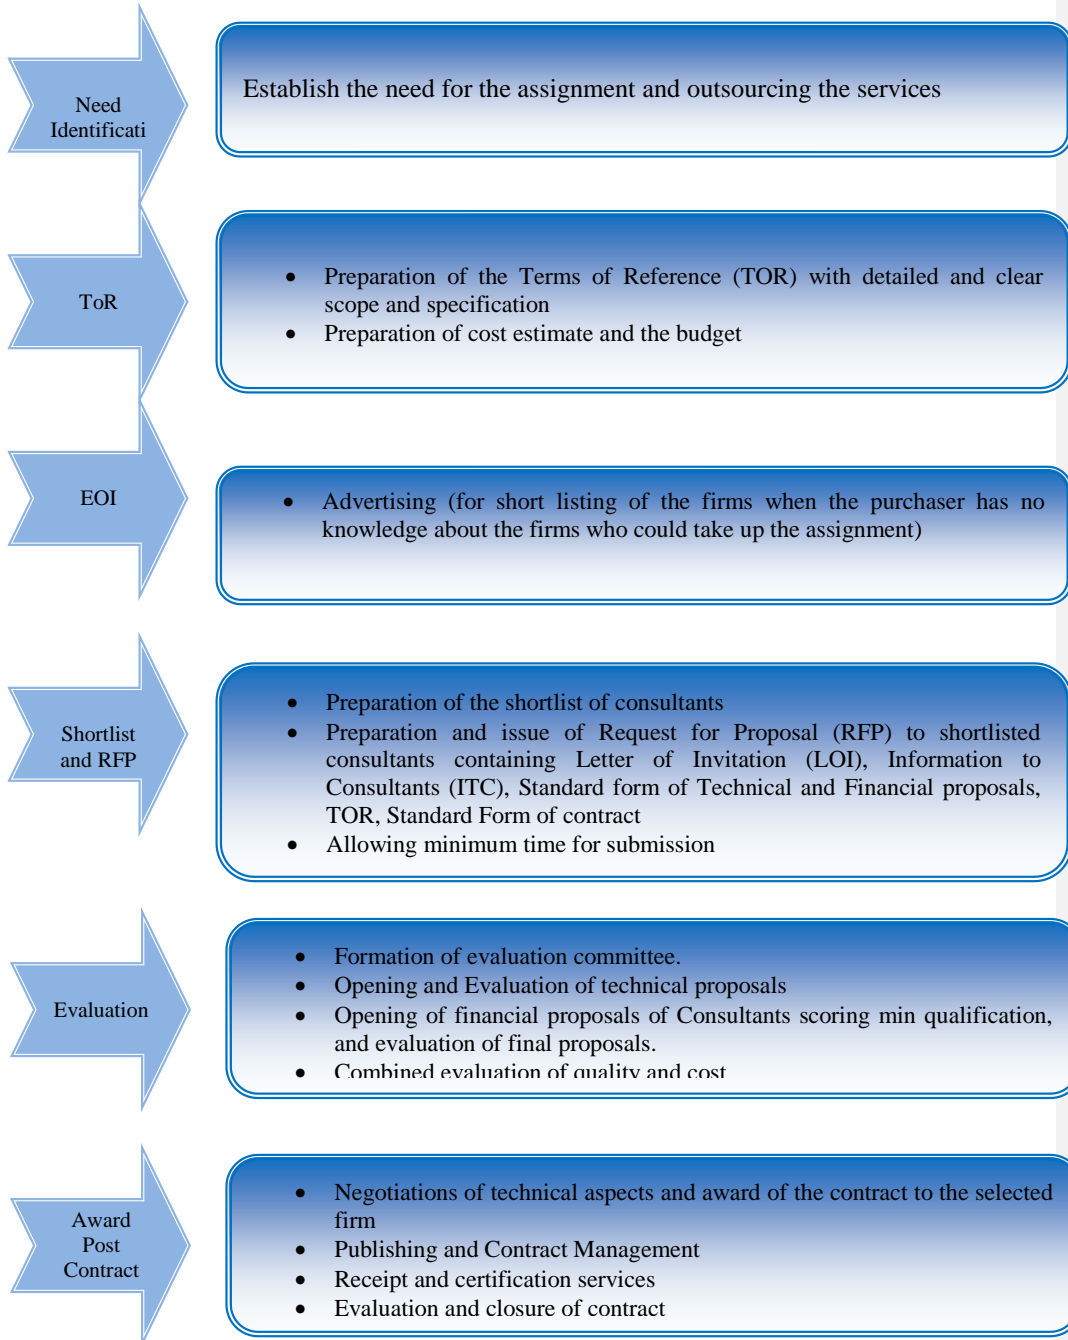 Need
Identificati
Establish the need for the assignment and outsourcing the services
ToR
• Preparation of the Terms of Reference (TOR) with detailed and clear
scope and specification
• Preparation of cost estimate and the budget
EOI
• Advertising (for short listing of the firms when the purchaser has no
knowledge about the firms who could take up the assignment)
Shortlist
and RFP
• Preparation of the shortlist of consultants
• Preparation and issue of Request for Proposal (RFP) to shortlisted
consultants containing Letter of Invitation (LOI), Information to
Consultants (ITC), Standard form of Technical and Financial proposals,
TOR, Standard Form of contract
• Allowing minimum time for submission
Evaluation
• Formation of evaluation committee.
• Opening and Evaluation of technical proposals
• Opening of financial proposals of Consultants scoring min qualification,
and evaluation of final proposals.
• Combined evaluation of quality and cost
Award
Post
Contract
• Negotiations of technical aspects and award of the contract to the selected
firm
• Publishing and Contract Management
• Receipt and certification services
• Evaluation and closure of contract